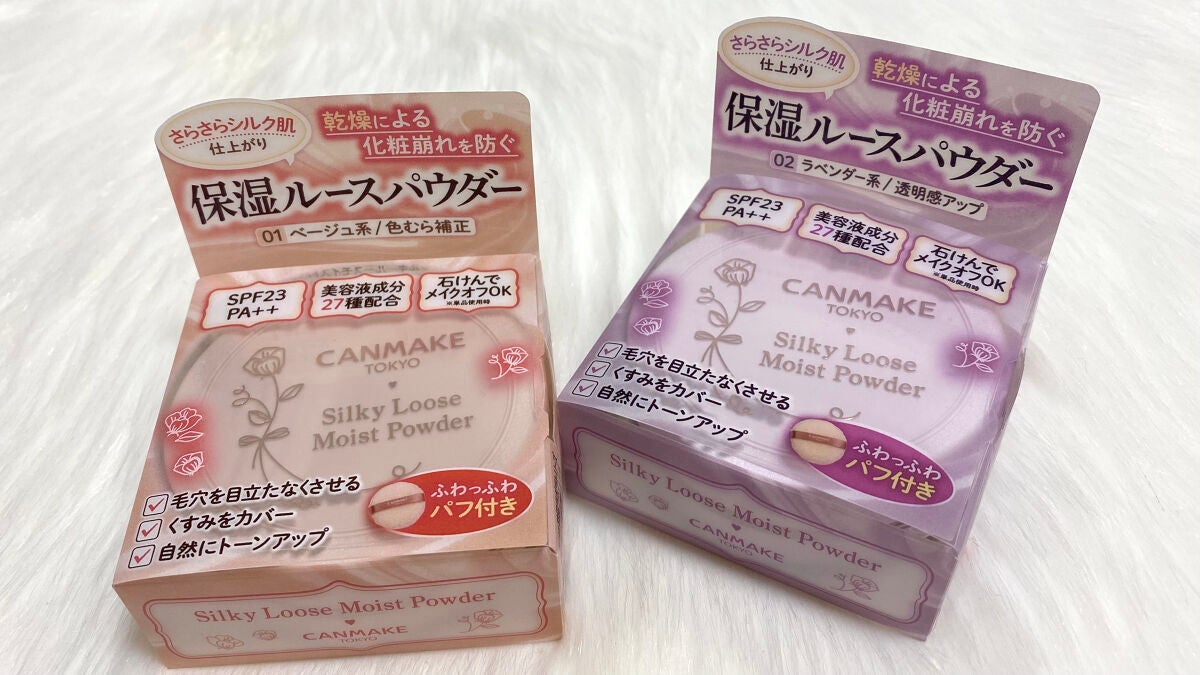 さらさらシルク肌
仕上がり
乾燥による
化粧崩れを防ぐ
保湿ルースパウダー
01 ベージュ系/色むら補正
SPF23
PA++
美容液成分
27種配合
石けんで
メイクオフOK
※単品使用時
CANMAKE
TOKYO
Silky Loose
Moist Powder
毛穴を目立たなくさせる
くすみをカバー
自然にトーンアップ
ふわっふわ
パフ付き
Silky Loose Moist Powder
CANMAKE
TOKYO
さらさらシルク肌
仕上がり
乾燥による
化粧崩れを防ぐ
保湿ルースパウダー
02 ラベンダー系/透明感アップ
SPF23
PA++
美容液成分
27種配合
石けんで
メイクオフOK
※単品使用時
CANMAKE
TOKYO
Silky Loose
Moist Powder
毛穴を目立たなくさせる
くすみをカバー
自然にトーンアップ
ふわっふわ
パフ付き
Silky Loose Moist Powder
CANMAKE
TOKYO